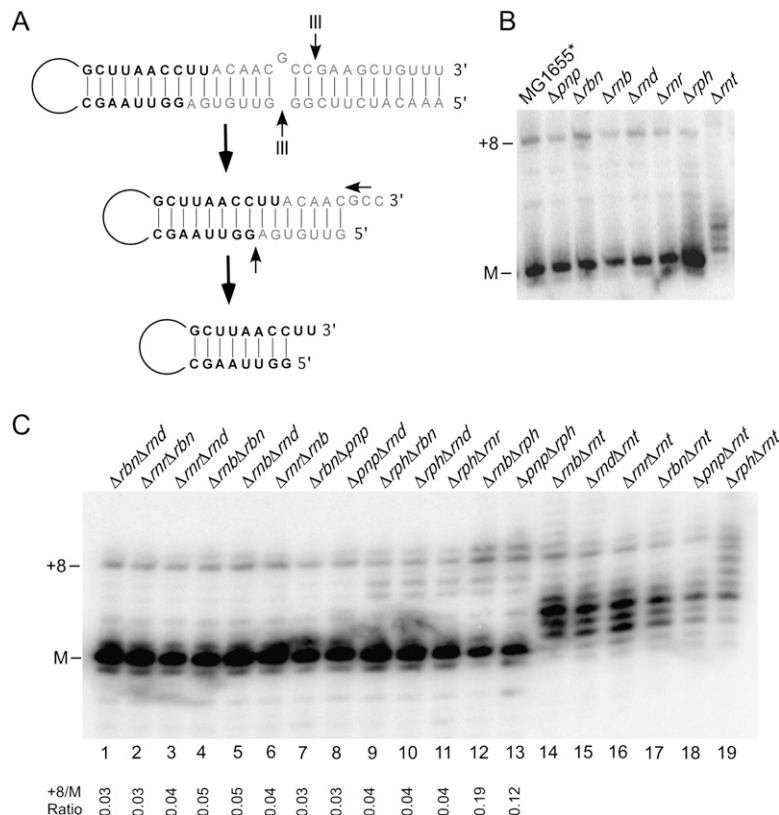 A
III
G
GCUUAACCUUACAAC CCGAAGCUGUUU 3'
CGAAUUGGAGUGUUG GGCUUCUACAAA 5'
III
GCUUAACCUUACAACGCC 3'
CGAAUUGGAGUGUUG 5'
GCUUAACCUU 3'
CGAAUUGG 5'
B
MG1655* Δpnp Δrbn Δrnb Δrnd Δrnr Δrph Δrnt
+8
M
C
ΔrbnΔrnd ΔrnrΔrbn ΔrnrΔrnd ΔrnbΔrbn ΔrnbΔrnd ΔrnrΔrnb ΔrbnΔpnp ΔpnpΔrnd ΔrphΔrbn ΔrphΔrnd ΔrphΔrnr ΔrnbΔrph ΔpnpΔrph ΔrnbΔrnt ΔrndΔrnt ΔrnrΔrnt ΔrbnΔrnt ΔpnpΔrnt ΔrphΔrnt
+8
M
1 2 3 4 5 6 7 8 9 10 11 12 13 14 15 16 17 18 19
+8/M
Ratio
0.03 0.03 0.04 0.05 0.05 0.04 0.03 0.03 0.04 0.04 0.04 0.19 0.12